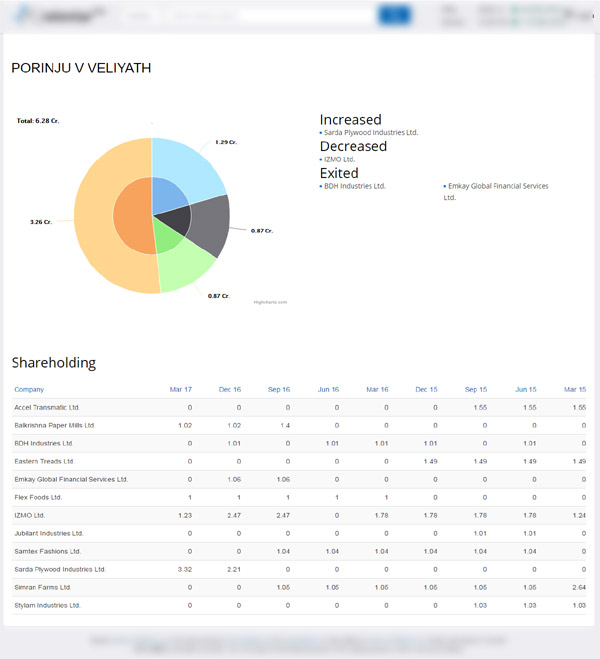 PORINJU V VELIYATH
Total: 6.28 Cr.
1.29 Cr.
0.87 Cr.
0.87 Cr.
3.26 Cr.
Highcharts.com
Increased
Sarda Plywood Industries Ltd.
Decreased
IZMO Ltd.
Exited
BDH Industries Ltd. Emkay Global Financial Services
Ltd.
Shareholding
Company Mar 17 Dec 16 Sep 16 Jun 16 Mar 16 Dec 15 Sep 15 Jun 15 Mar 15
Accel Transmatic Ltd. 0 0 0 0 0 0 1.55 1.55 1.55
Balkrishna Paper Mills Ltd. 1.02 1.02 1.4 0 0 0 0 0 0
BDH Industries Ltd. 0 1.01 0 1.01 1.01 1.01 0 1.01 0
Eastern Treads Ltd. 0 0 0 0 0 1.49 1.49 1.49 1.49
Emkay Global Financial Services Ltd. 0 1.06 1.06 0 0 0 0 0 0
Flex Foods Ltd. 1 1 1 1 1 0 0 0 0
IZMO Ltd. 1.23 2.47 2.47 0 1.78 1.78 1.78 1.78 1.24
Jubilant Industries Ltd. 0 0 0 0 0 0 1.01 1.01 0
Samtex Fashions Ltd. 0 0 1.04 1.04 1.04 1.04 1.04 1.04 0
Sarda Plywood Industries Ltd. 3.32 2.21 0 0 0 0 0 0 0
Simran Farms Ltd. 0 0 1.05 1.05 1.05 1.05 1.05 1.05 2.64
Stylam Industries Ltd. 0 0 0 0 0 0 1.03 1.03 1.03